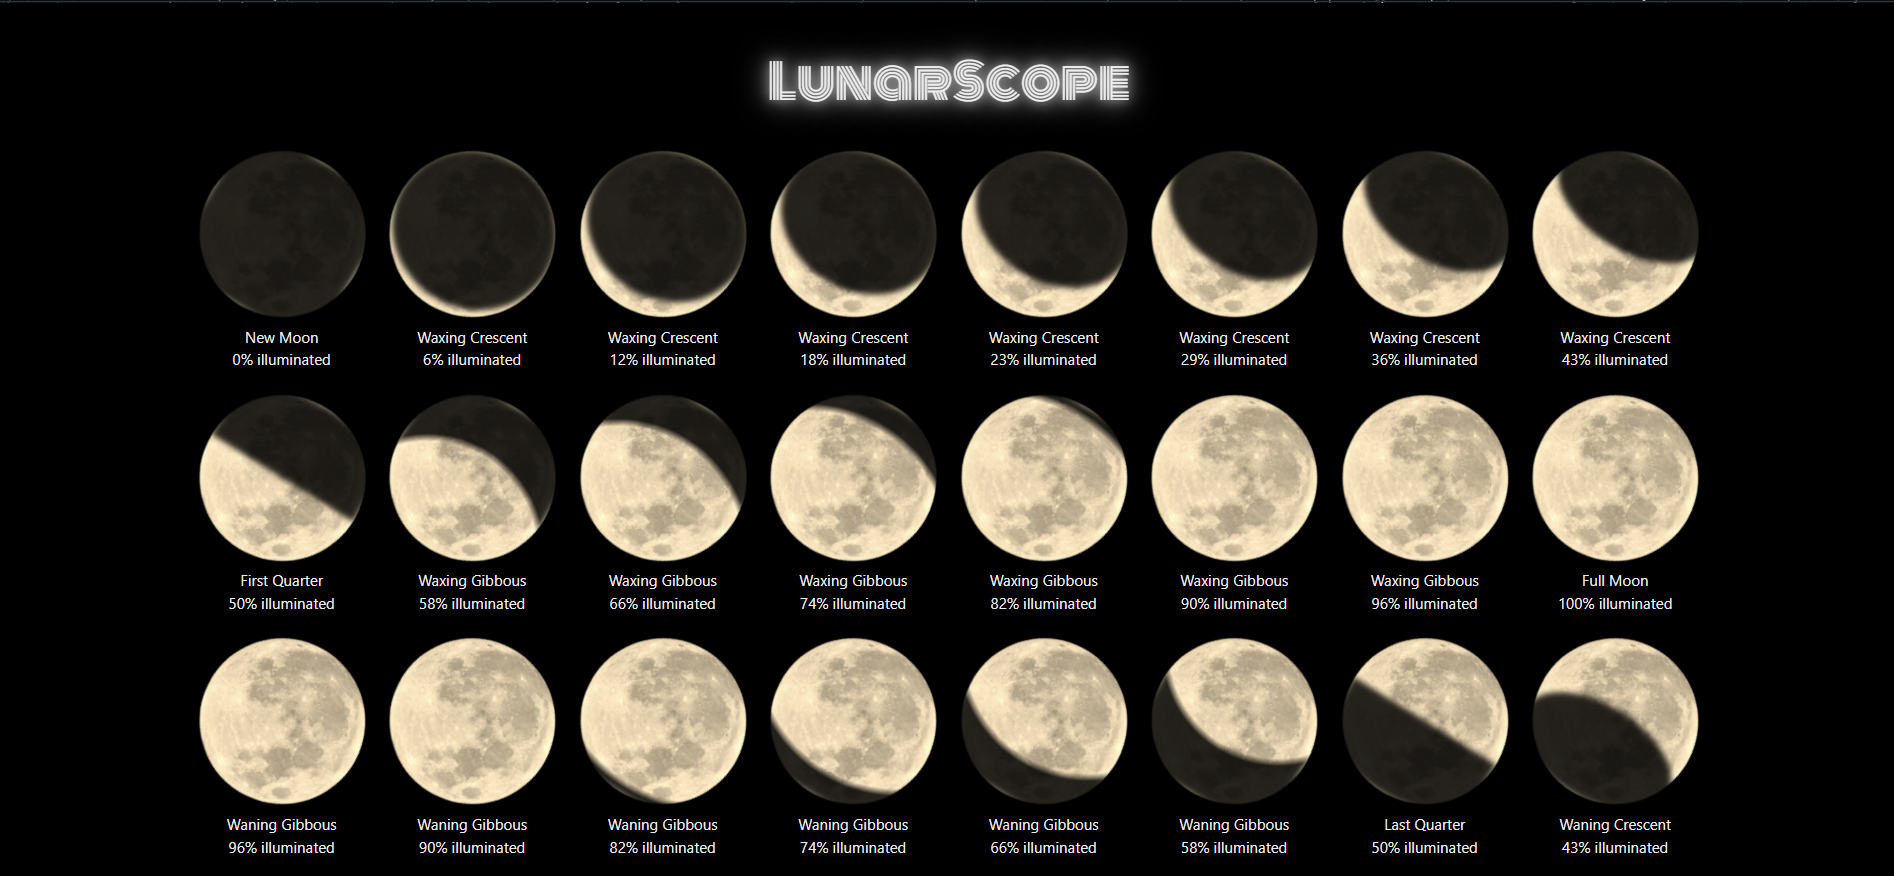 LunarScope
New Moon
0% illuminated
Waxing Crescent
6% illuminated
Waxing Crescent
12% illuminated
Waxing Crescent
18% illuminated
Waxing Crescent
23% illuminated
Waxing Crescent
29% illuminated
Waxing Crescent
36% illuminated
Waxing Crescent
43% illuminated
First Quarter
50% illuminated
Waxing Gibbous
58% illuminated
Waxing Gibbous
66% illuminated
Waxing Gibbous
74% illuminated
Waxing Gibbous
82% illuminated
Waxing Gibbous
90% illuminated
Waxing Gibbous
96% illuminated
Full Moon
100% illuminated
Waning Gibbous
96% illuminated
Waning Gibbous
90% illuminated
Waning Gibbous
82% illuminated
Waning Gibbous
74% illuminated
Waning Gibbous
66% illuminated
Waning Gibbous
58% illuminated
Last Quarter
50% illuminated
Waning Crescent
43% illuminated